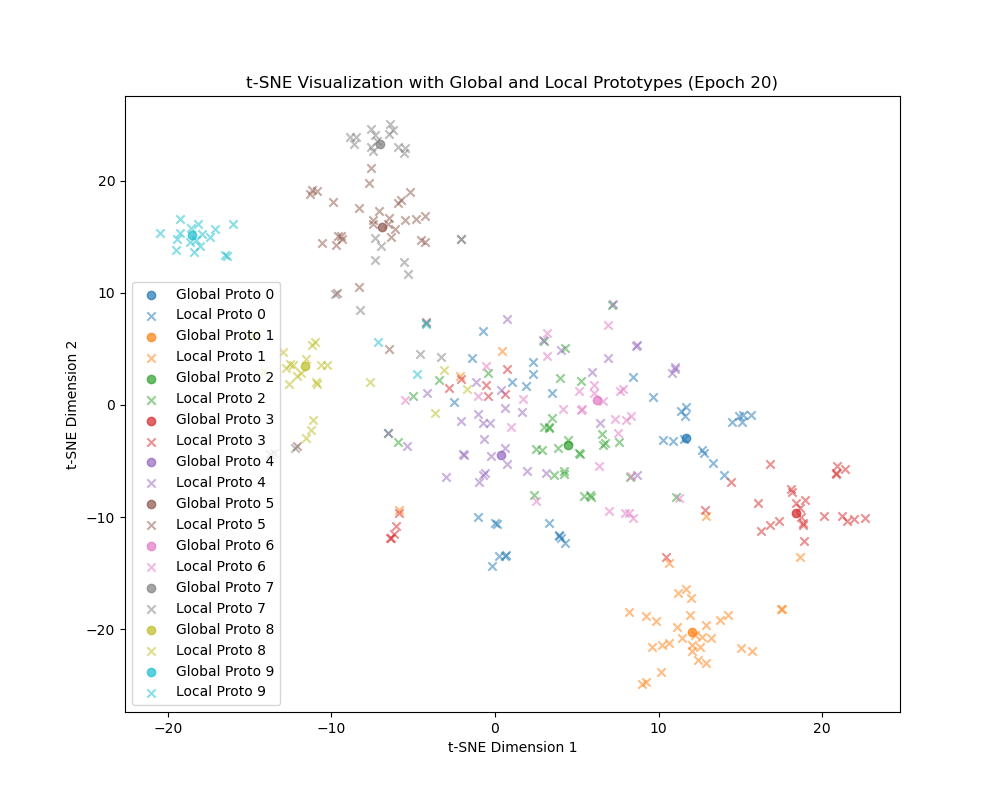 t-SNE Visualization with Global and Local Prototypes (Epoch 20)
20
10
0
−10
−20
t-SNE Dimension 2
Global Proto 0
Local Proto 0
Global Proto 1
Local Proto 1
Global Proto 2
Local Proto 2
Global Proto 3
Local Proto 3
Global Proto 4
Local Proto 4
Global Proto 5
Local Proto 5
Global Proto 6
Local Proto 6
Global Proto 7
Local Proto 7
Global Proto 8
Local Proto 8
Global Proto 9
Local Proto 9
−20 −10 0 10 20
t-SNE Dimension 1